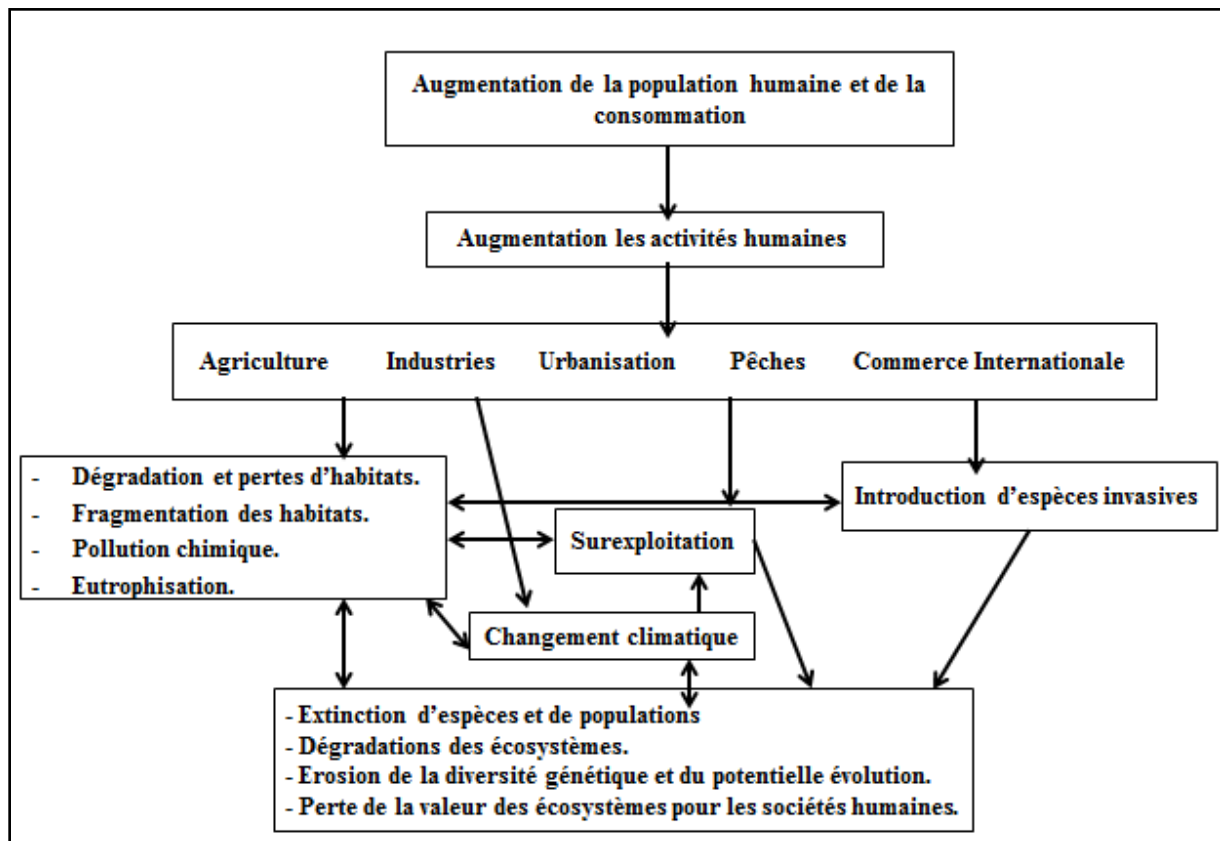 Augmentation de la population humaine et de la
consommation
Augmentation les activités humaines
Agriculture Industries Urbanisation Pêches Commerce Internationale
- Dégradation et pertes d'habitats.
- Fragmentation des habitats.
- Pollution chimique.
- Eutrophisation.
Introduction d'espèces invasives
Surexploitation
Changement climatique
- Extinction d'espèces et de populations
- Dégradations des écosystèmes.
- Erosion de la diversité génétique et du potentielle évolution.
- Perte de la valeur des écosystèmes pour les sociétés humaines.